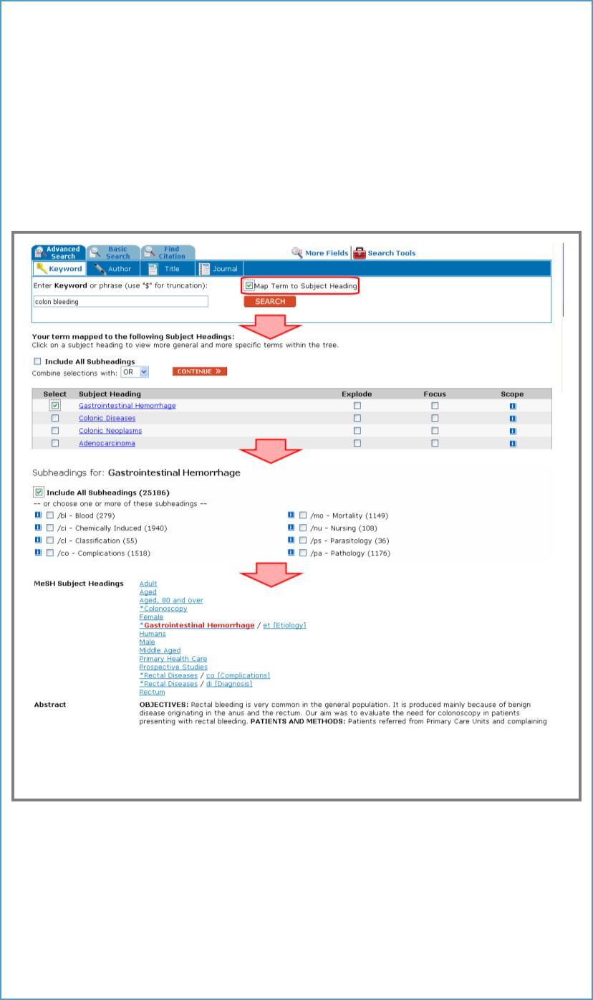 Advanced Search Basic Search Find Citation More Fields Search Tools
Keyword Author Title Journal
Enter Keyword or phrase (use "$" for truncation): Map Term to Subject Heading
colon bleeding SEARCH
Your term mapped to the following Subject Headings:
Click on a subject heading to view more general and more specific terms within the tree.
Include All Subheadings
Combine selections with: OR CONTINUE »
Select Subject Heading Explode Focus Scope
Gastrointestinal Hemorrhage
Colonic Diseases
Colonic Neoplasms
Adenocarcinoma
Subheadings for: Gastrointestinal Hemorrhage
Include All Subheadings (25186)
-- or choose one or more of these subheadings --
/bl - Blood (279) /mo - Mortality (1149)
/ci - Chemically Induced (1940) /nu - Nursing (108)
/cl - Classification (55) /ps - Parasitology (36)
/co - Complications (1518) /pa - Pathology (1176)
MeSH Subject Headings Adult
Aged
Aged, 80 and over
*Colonoscopy
Female
*Gastrointestinal Hemorrhage / et [Etiology]
Humans
Male
Middle Aged
Primary Health Care
Prospective Studies
*Rectal Diseases / co [Complications]
*Rectal Diseases / di [Diagnosis]
Rectum
Abstract OBJECTIVES: Rectal bleeding is very common in the general population. It is produced mainly because of benign
disease originating in the anus and the rectum. Our aim was to evaluate the need for colonoscopy in patients
presenting with rectal bleeding. PATIENTS AND METHODS: Patients referred from Primary Care Units and complaining